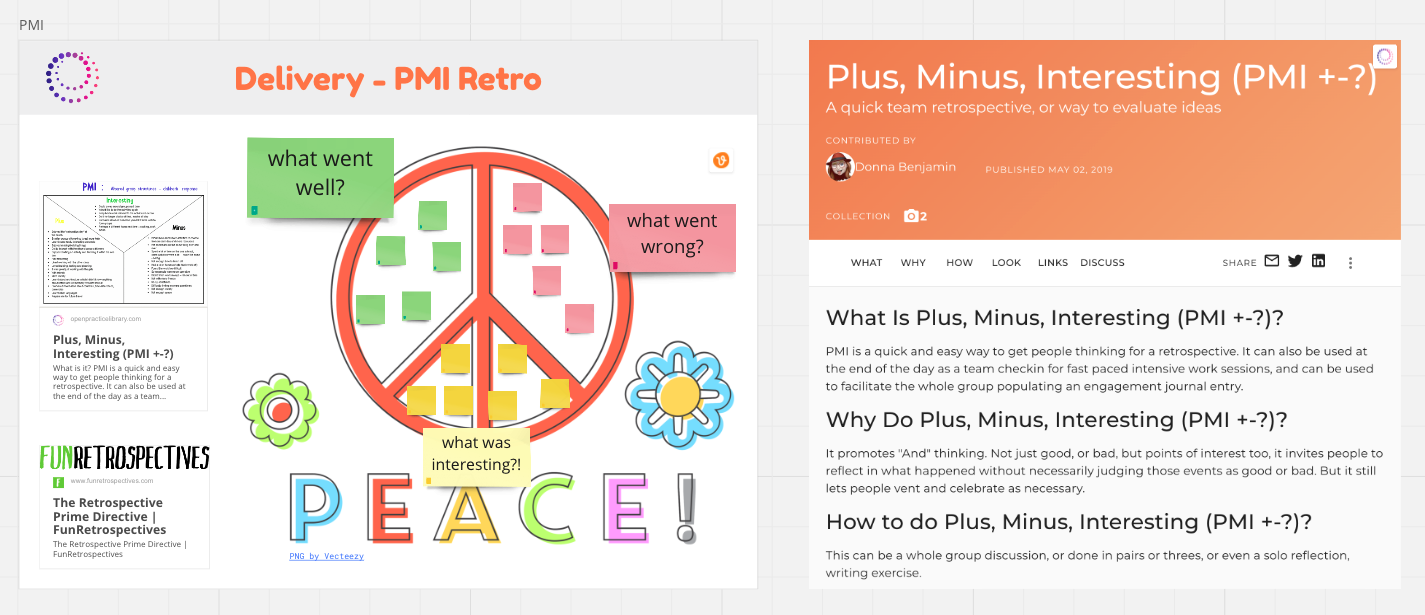 PMI
Delivery - PMI Retro
what went
well?
what went
wrong?
what was
interesting?!
PEACE!
PNG by Vecteezy
PMI :
Interesting
Minus
openpracticelibrary.com
Plus, Minus,
Interesting (PMI +-?)
What is it? PMI is a quick and easy
way to get people thinking for a
retrospective. It can also be used at
the end of the day as a team...
FUNRETROSPECTIVES
www.funretrospectives.com
The Retrospective
Prime Directive |
FunRetrospectives
The Retrospective Prime Directive |
FunRetrospectives
Plus, Minus, Interesting (PMI +-?)
A quick team retrospective, or way to evaluate ideas
CONTRIBUTED BY
Donna Benjamin
PUBLISHED MAY 02, 2019
COLLECTION 2
WHAT WHY HOW LOOK LINKS DISCUSS SHARE
What Is Plus, Minus, Interesting (PMI +-?)?
PMI is a quick and easy way to get people thinking for a retrospective. It can also be used at
the end of the day as a team checkin for fast paced intensive work sessions, and can be used
to facilitate the whole group populating an engagement journal entry.
Why Do Plus, Minus, Interesting (PMI +-?)?
It promotes "And" thinking. Not just good, or bad, but points of interest too, it invites people to
reflect in what happened without necessarily judging those events as good or bad. But it still
lets people vent and celebrate as necessary.
How to do Plus, Minus, Interesting (PMI +-?)?
This can be a whole group discussion, or done in pairs or threes, or even a solo reflection,
writing exercise.